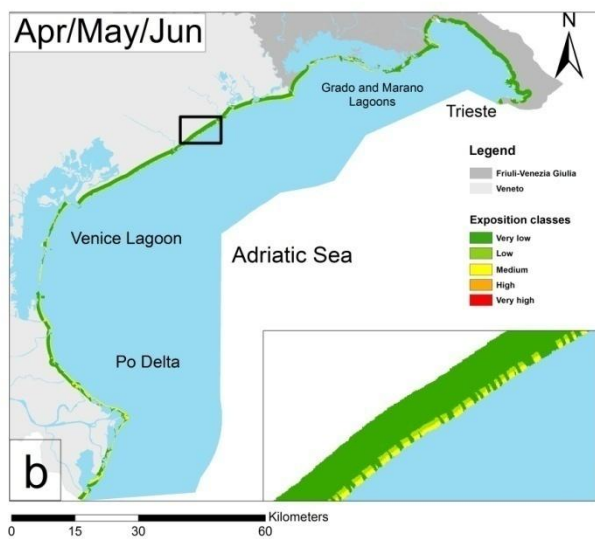 Apr/May/Jun
N
Grado and Marano
Lagoons
Trieste
Legend
Friuli-Venezia Giulia
Veneto
Exposition classes
Very low
Low
Medium
High
Very high
Venice Lagoon
Adriatic Sea
Po Delta
b
Kilometers
0 15 30 60